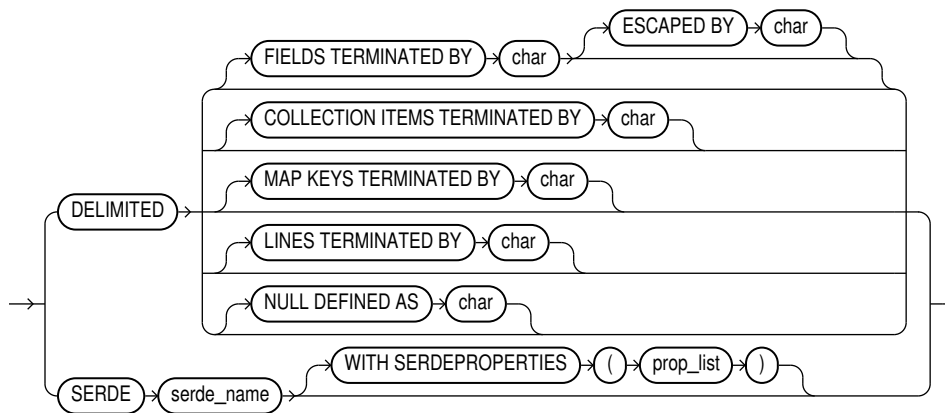 ESCAPED BY char
FIELDS TERMINATED BY char
COLLECTION ITEMS TERMINATED BY char
MAP KEYS TERMINATED BY char
DELIMITED
LINES TERMINATED BY char
NULL DEFINED AS char
WITH SERDEPROPERTIES ( prop_list )
SERDE serde_name